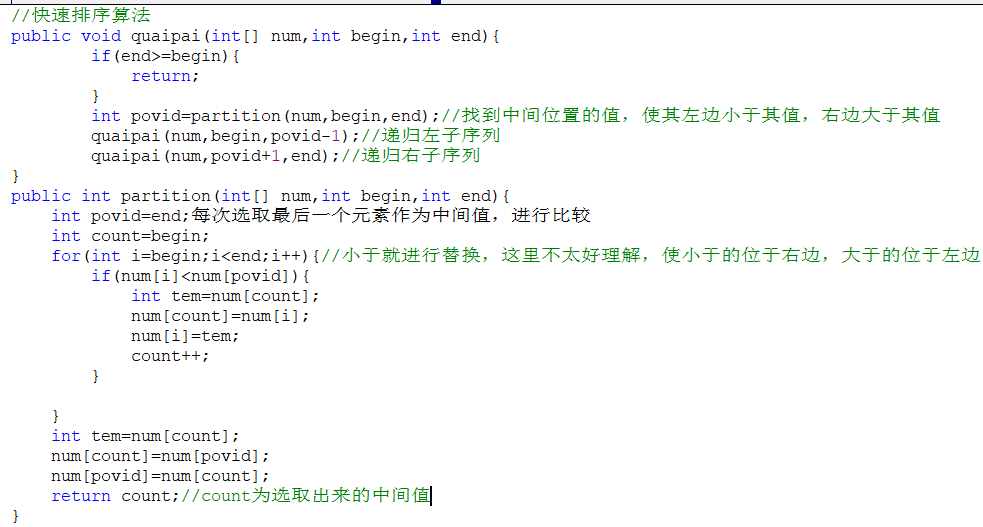 //快速排序算法
public void quaipai(int[] num,int begin,int end){
        if(end>=begin){
            return;
        }
        int povid=partition(num,begin,end);//找到中间位置的值，使其左边小于其值，右边大于其值
        quaipai(num,begin,povid-1);//递归左子序列
        quaipai(num,povid+1,end);//递归右子序列
}
public int partition(int[] num,int begin,int end){
    int povid=end;每次选取最后一个元素作为中间值，进行比较
    int count=begin;
    for(int i=begin;i<end;i++){//小于就进行替换，这里不太好理解，使小于的位于右边，大于的位于左边
        if(num[i]<num[povid]){
            int tem=num[count];
            num[count]=num[i];
            num[i]=tem;
            count++;
        }
    }
    int tem=num[count];
    num[count]=num[povid];
    num[povid]=num[count];
    return count;//count为选取出来的中间值
}